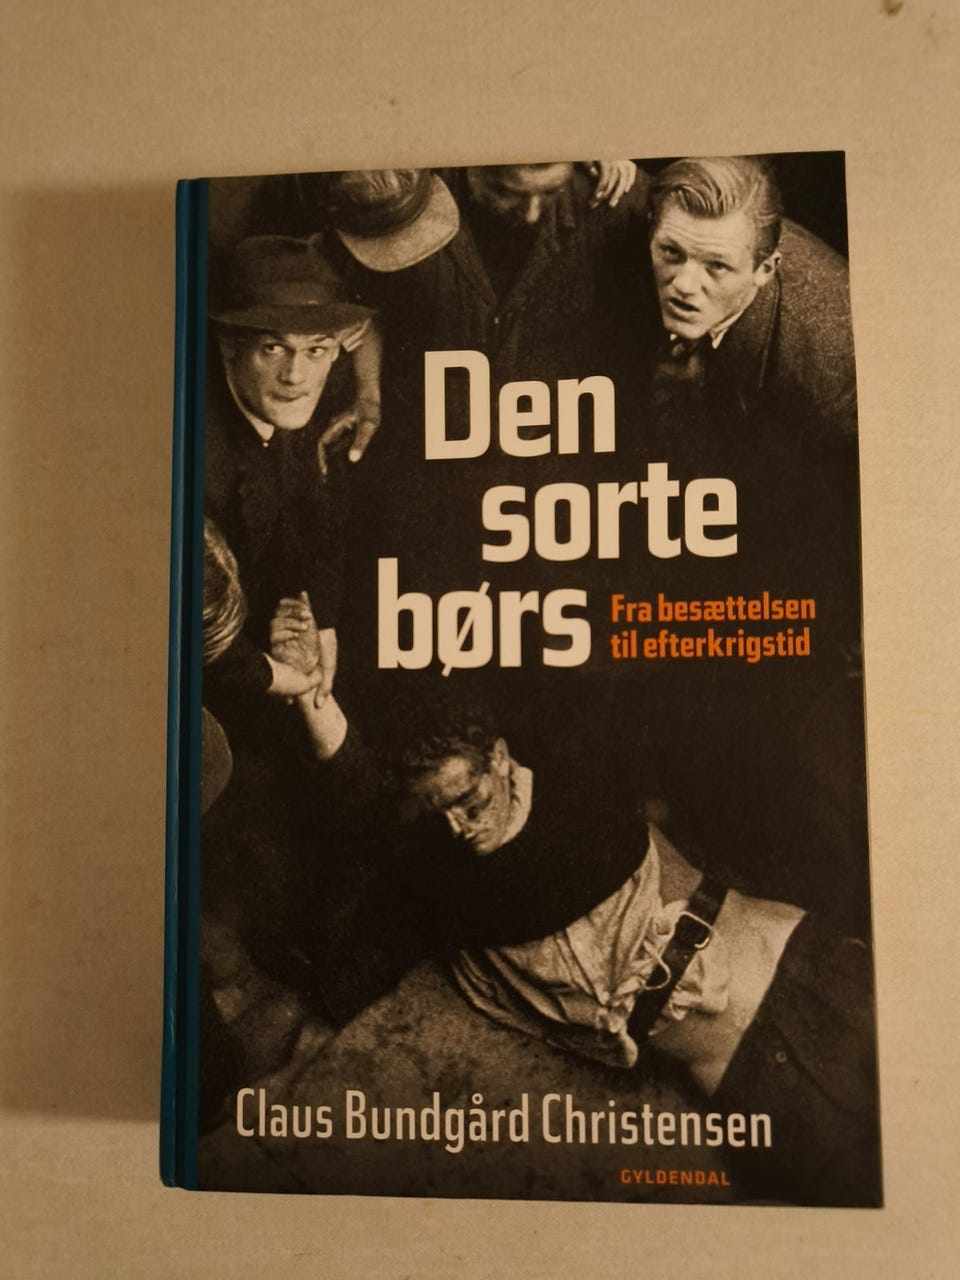 Den
sorte
børs
Fra besættelsen
til efterkrigstid
Claus Bundgård Christensen
GYLDENDAL